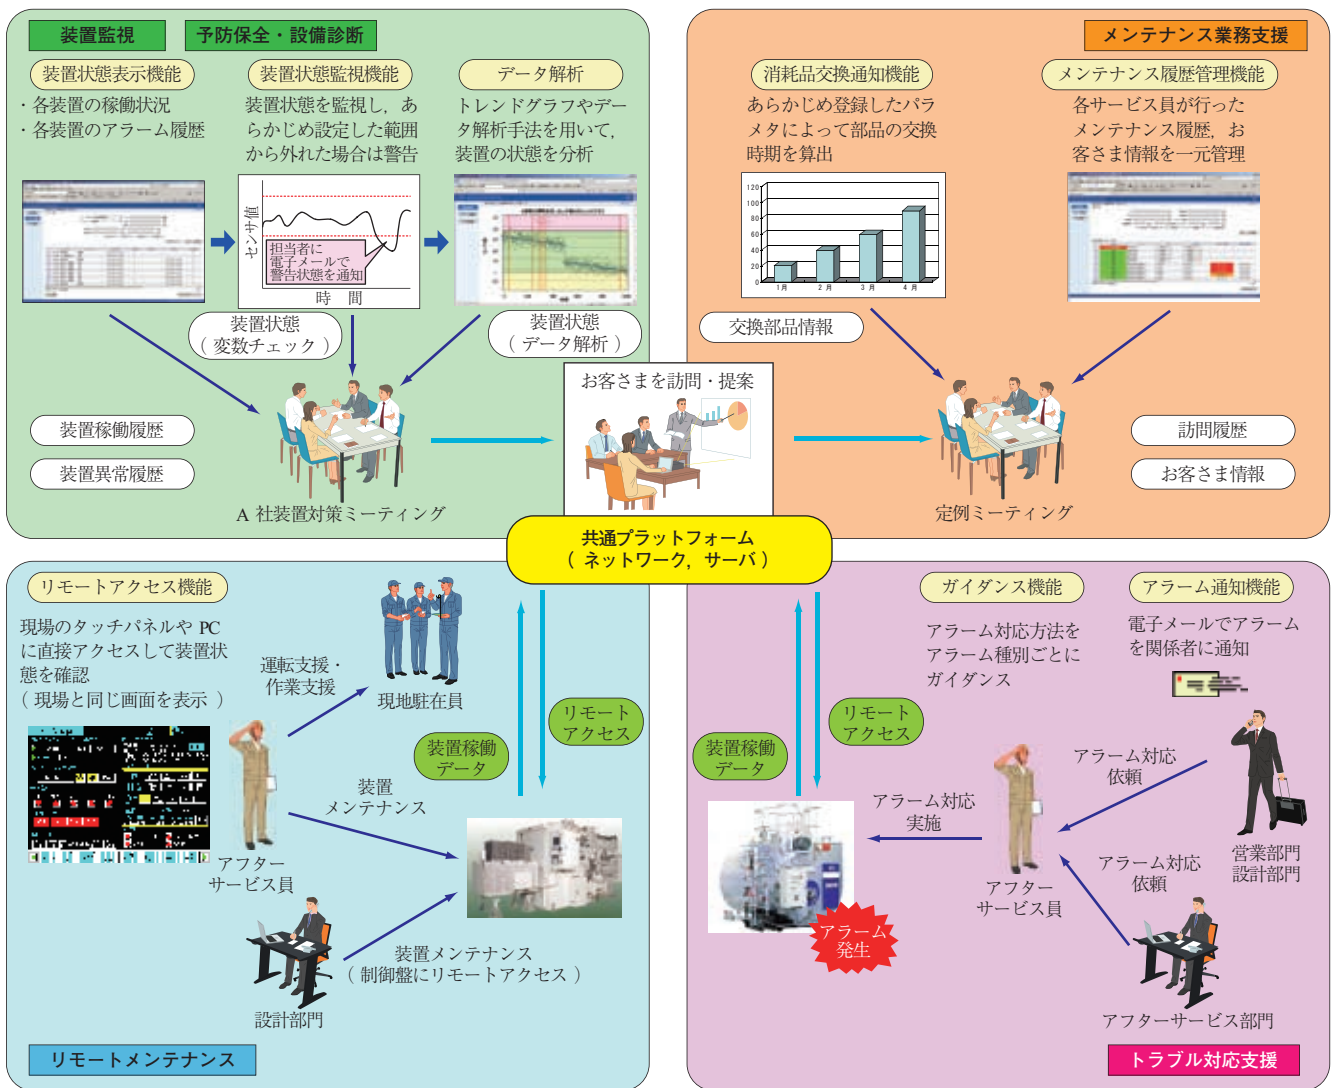 装置監視
予防保全・設備診断
装置状態表示機能
・各装置の稼働状況
・各装置のアラーム履歴
装置状態監視機能
装置状態を監視し，あ
らかじめ設定した範囲
から外れた場合は警告
データ解析
トレンドグラフやデー
タ解析手法を用いて，
装置の状態を分析
センサ値
担当者に
電子メールで
警告状態を通知
時　間
装置状態
（ 変数チェック ）
装置状態
（ データ解析 ）
装置稼働履歴
装置異常履歴
A 社装置対策ミーティング
お客さまを訪問・提案
メンテナンス業務支援
消耗品交換通知機能
あらかじめ登録したパラ
メタによって部品の交換
時期を算出
メンテナンス履歴管理機能
各サービス員が行った
メンテナンス履歴，お
客さま情報を一元管理
120
100
80
60
40
20
0
1月 2月 3月 4月
交換部品情報
訪問履歴
お客さま情報
定例ミーティング
共通プラットフォーム
（ ネットワーク，サーバ ）
リモートアクセス機能
現場のタッチパネルや PC
に直接アクセスして装置状
態を確認
（ 現場と同じ画面を表示 ）
運転支援・
作業支援
現地駐在員
装置稼働
データ
リモート
アクセス
装置
メンテナンス
アフター
サービス員
装置メンテナンス
（ 制御盤にリモートアクセス ）
設計部門
リモートメンテナンス
ガイダンス機能
アラーム対応方法を
アラーム種別ごとに
ガイダンス
アラーム通知機能
電子メールでアラーム
を関係者に通知
装置稼働
データ
リモート
アクセス
アラーム対応
実施
アラーム対応
依頼
営業部門
設計部門
アラーム対応
依頼
アフター
サービス員
アラーム
発生
アフターサービス部門
トラブル対応支援